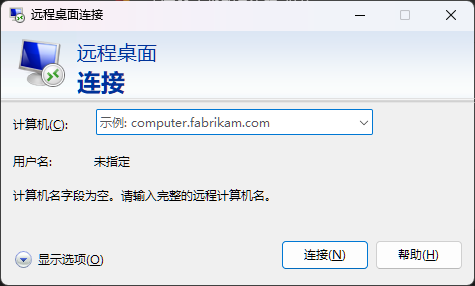 远程桌面连接
远程桌面
连接
计算机(C):
示例: computer.fabrikam.com
用户名:
未指定
计算机名字段为空。请输入完整的远程计算机名。
显示选项(O)
连接(N)
帮助(H)